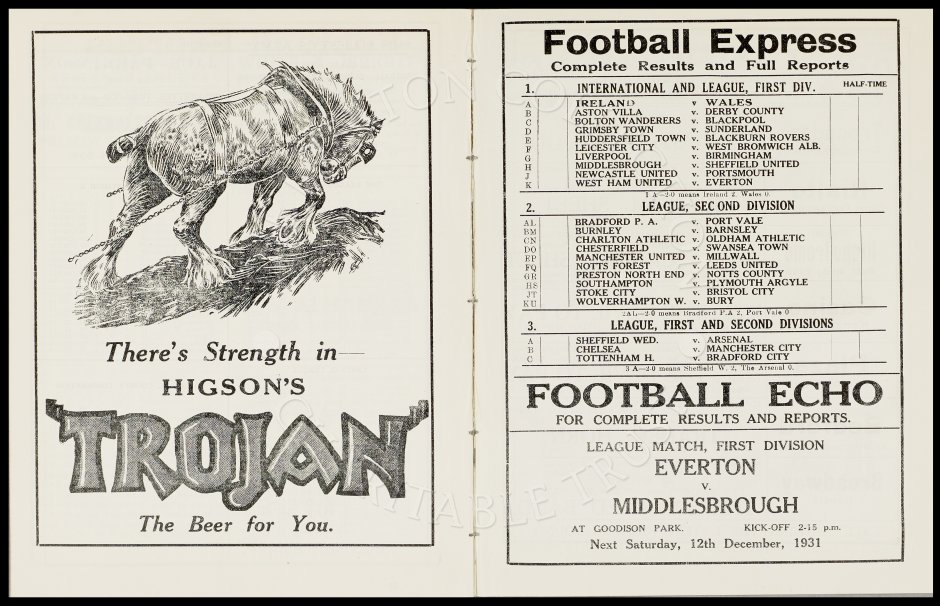 There's Strength in—
HIGSON'S
"TROJAN"
The Beer for You.
Football Express
Complete Results and Full Reports
1. INTERNATIONAL AND LEAGUE, FIRST DIV. HALF-TIME
A IRELAND v WALES
B ASTON VILLA v. DERBY COUNTY
C BOLTON WANDERERS v. BLACKPOOL
D GRIMSBY TOWN v. SUNDERLAND
E HUDDERSFIELD TOWN v. BLACKBURN ROVERS
F LEICESTER CITY v. WEST BROMWICH ALB.
G LIVERPOOL v. BIRMINGHAM
H MIDDLESBROUGH v. SHEFFIELD UNITED
J NEWCASTLE UNITED v. PORTSMOUTH
K WEST HAM UNITED v. EVERTON
1 A—2-0 means Ireland 2, Wales 0.
2. LEAGUE, SECOND DIVISION
AL BRADFORD P. A. v. PORT VALE
BM BURNLEY v. BARNSLEY
CN CHARLTON ATHLETIC v. OLDHAM ATHLETIC
DO CHESTERFIELD v. SWANSEA TOWN
EP MANCHESTER UNITED v. MILLWALL
FQ NOTTS FOREST v. LEEDS UNITED
GR PRESTON NORTH END v. NOTTS COUNTY
HS SOUTHAMPTON v. PLYMOUTH ARGYLE
JT STOKE CITY v. BRISTOL CITY
KU WOLVERHAMPTON W. v. BURY
2AL—2-0 means Bradford P.A 2, Port Vale 0
3. LEAGUE, FIRST AND SECOND DIVISIONS
A SHEFFIELD WED. v. ARSENAL
B CHELSEA v. MANCHESTER CITY
C TOTTENHAM H. v. BRADFORD CITY
3 A—2-0 means Sheffield W. 2, The Arsenal 0.
FOOTBALL ECHO
FOR COMPLETE RESULTS AND REPORTS.
LEAGUE MATCH, FIRST DIVISION
EVERTON
v.
MIDDLESBROUGH
AT GOODISON PARK. KICK-OFF 2-15 p.m.
Next Saturday, 12th December, 1931